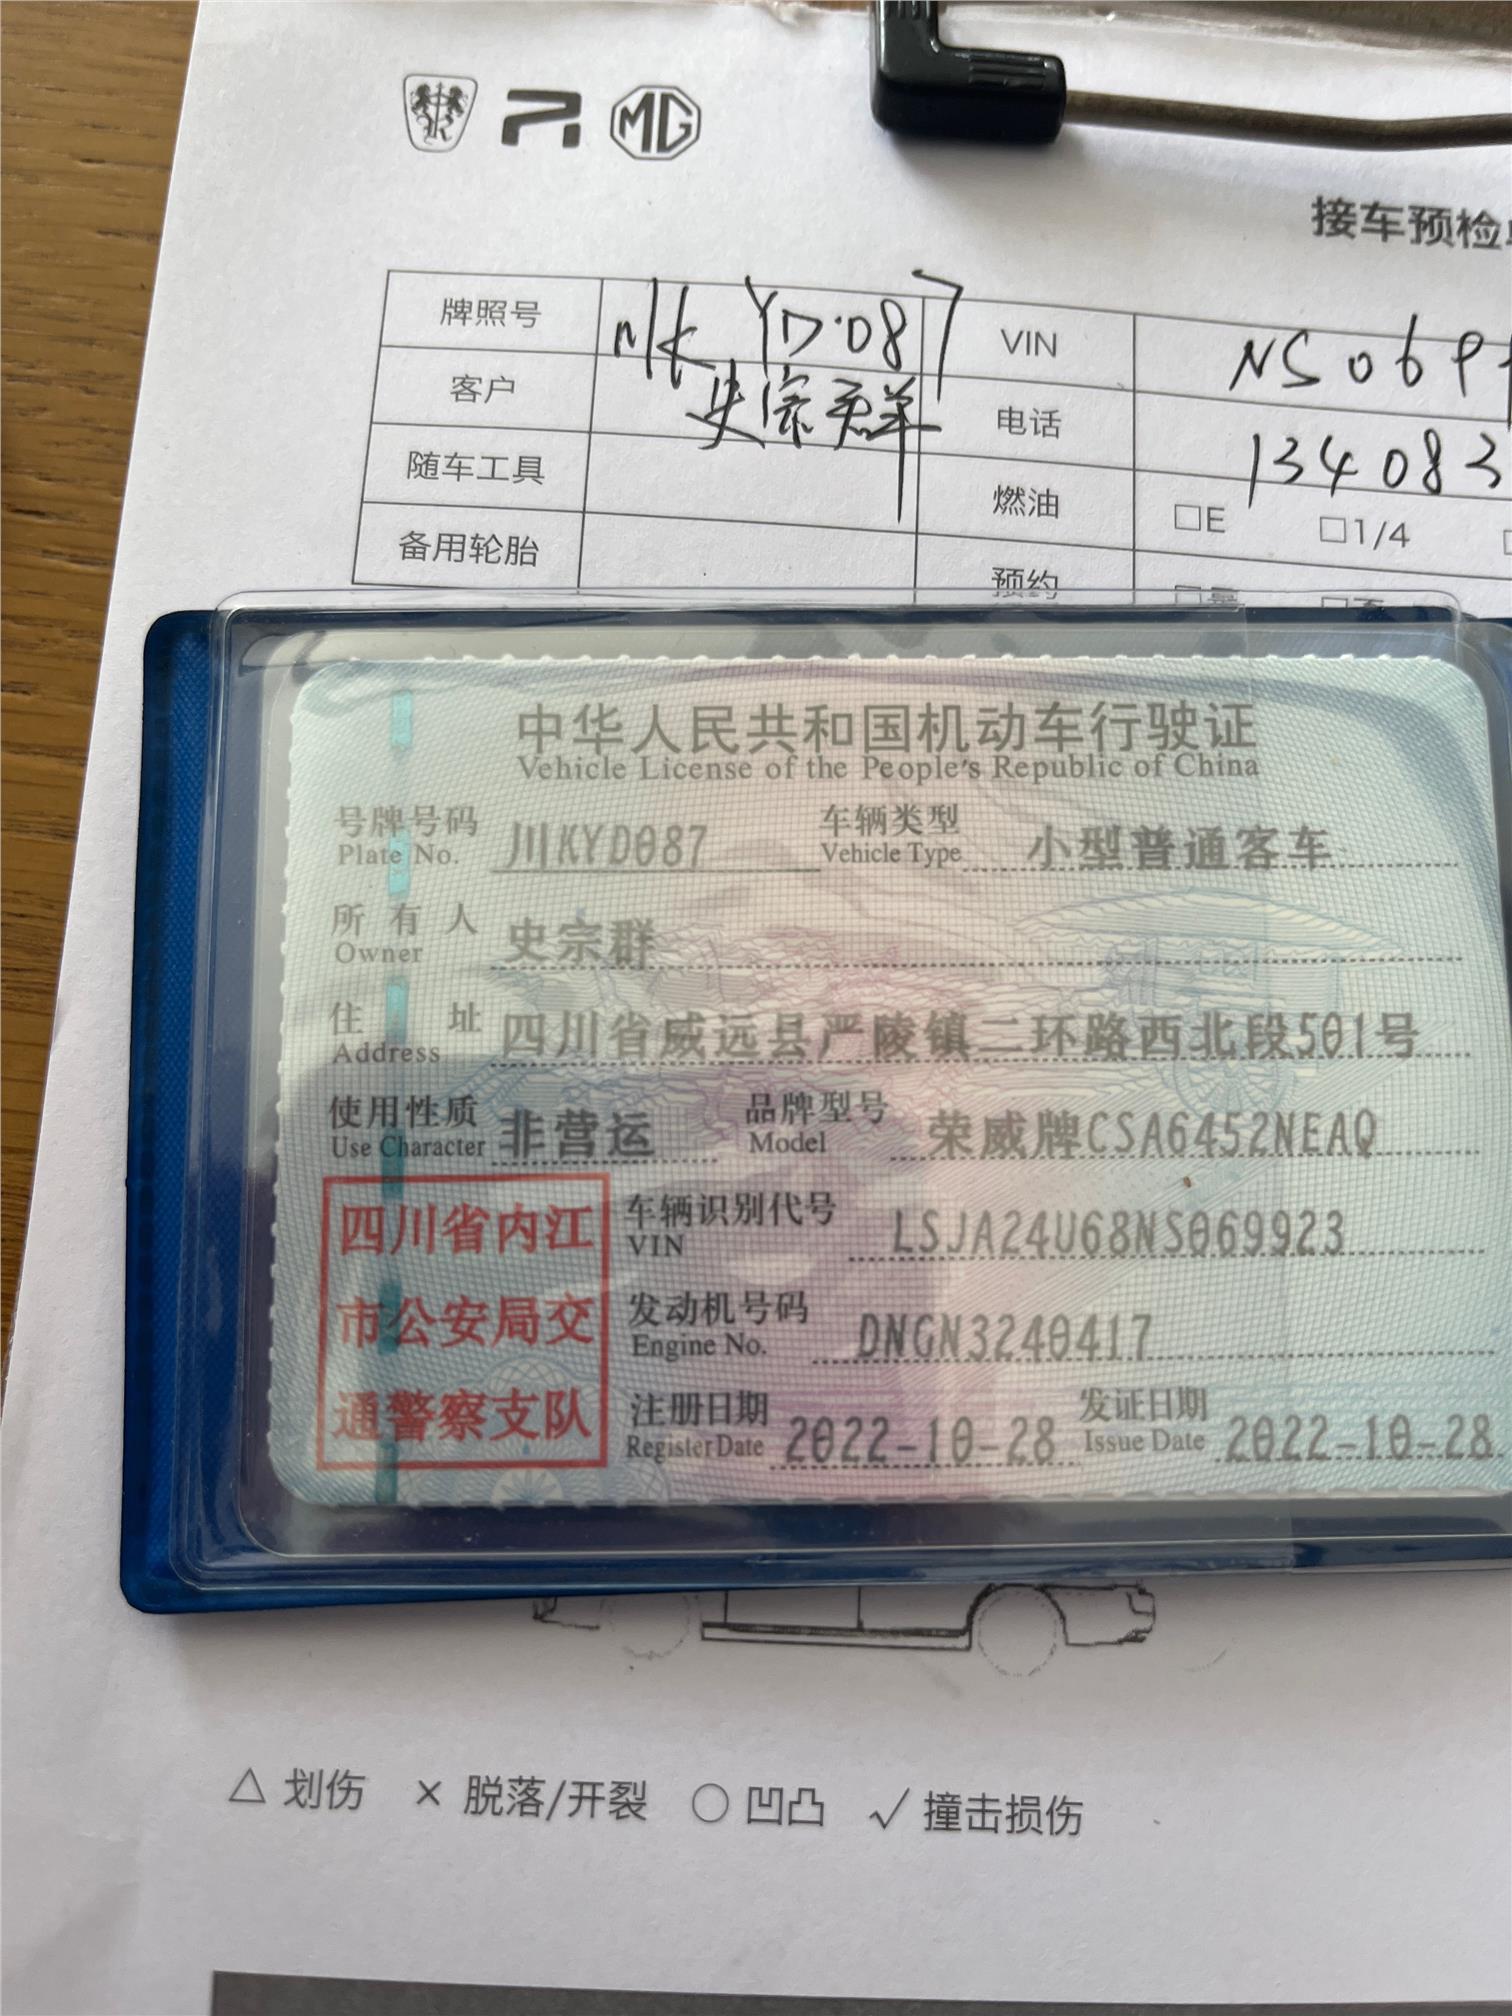 MG
接车预检
牌照号 川K YD·087 VIN NS069
客户 史宗群 电话 134083
随车工具 燃油 □E □1/4
备用轮胎 预约 □是 □否
中华人民共和国机动车行驶证
Vehicle License of the People's Republic of China
号牌号码 川KYD087 车辆类型 小型普通客车
Plate No. Vehicle Type
所有人 史宗群
Owner
住址 四川省威远县严陵镇二环路西北段501号
Address
使用性质 非营运 品牌型号 荣威牌CSA6452NEAQ
Use Character Model
四川省内江
市公安局交
通警察支队
车辆识别代号 LSJA24U68NS069923
VIN
发动机号码 DNGN3240417
Engine No.
注册日期 2022-10-28 发证日期 2022-10-28
Register Date Issue Date
△ 划伤 × 脱落/开裂 ○ 凹凸 √ 撞击损伤